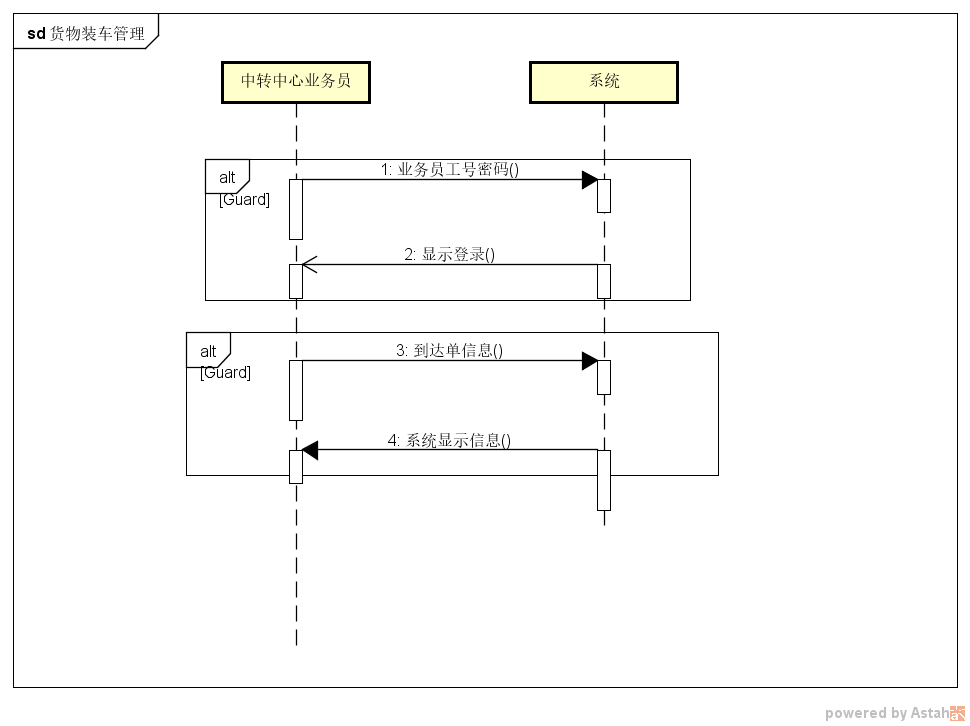 sd 货物装车管理
中转中心业务员
系统
alt
1: 业务员工号密码()
[Guard]
2: 显示登录()
alt
3: 到达单信息()
[Guard]
4: 系统显示信息()
powered by Astah